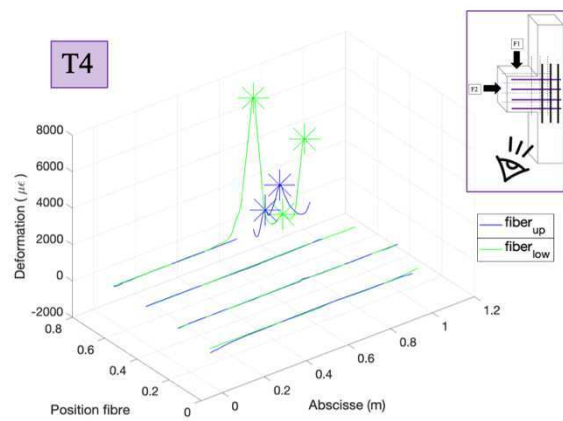 T4
F1
F2
fiber_up
fiber_low
Deformation ( με )
8000
6000
4000
2000
0
-2000
0.8
0.6
0.4
0.2
0
Position fibre
0
0.2
0.4
0.6
0.8
1
1.2
Abscisse (m)